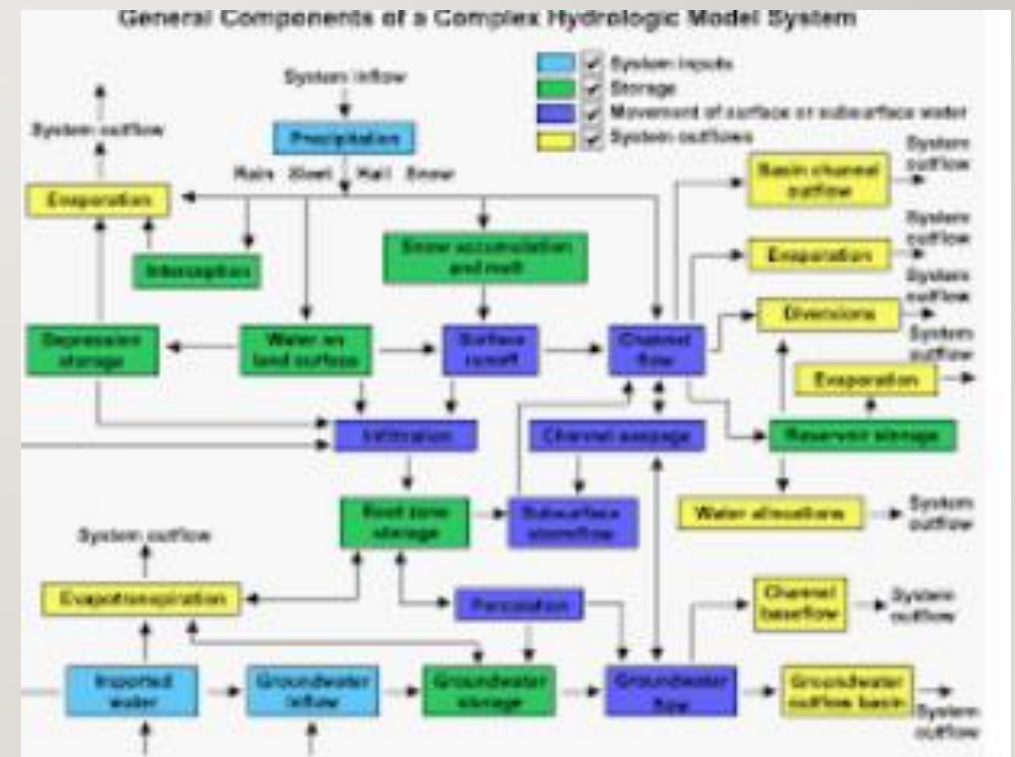 General Components of a Complex Hydrologic Model System
System inflow
System inputs
Storage
Movement of surface or subsurface water
System outflows
System outflow
Precipitation
Rain Sleet Hail Snow
System
outflow
Basin channel
outflow
Evaporation
Snow accumulation
and melt
System
outflow
Evaporation
Interception
System
outflow
Diversions
Depression
storage
Water on
land surface
Surface
runoff
Channel
flow
System
outflow
Evaporation
Infiltration
Channel seepage
Reservoir storage
Root zone
storage
Subsurface
stormflow
Water allocations
System
outflow
System outflow
Evapotranspiration
Percolation
Channel
baseflow
System
outflow
Imported
water
Groundwater
inflow
Groundwater
storage
Groundwater
flow
Groundwater
outflow basin
System
outflow